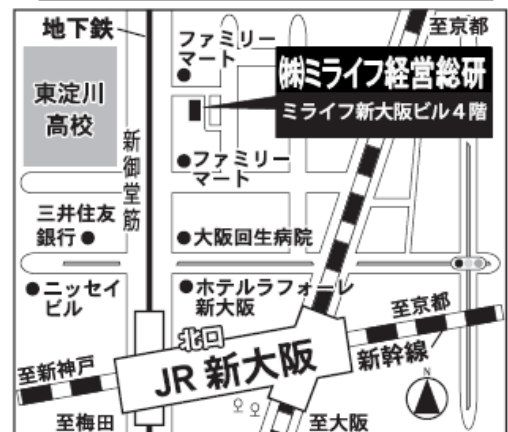 地下鉄
ファミリー
マート
至京都
㈱ミライフ経営総研
ミライフ新大阪ビル4階
東淀川
高校
新御堂筋
ファミリー
マート
三井住友
銀行
大阪回生病院
ニッセイ
ビル
ホテルラフォーレ
新大阪
至京都
北口
JR 新大阪
新幹線
至新神戸
N
至梅田
至大阪